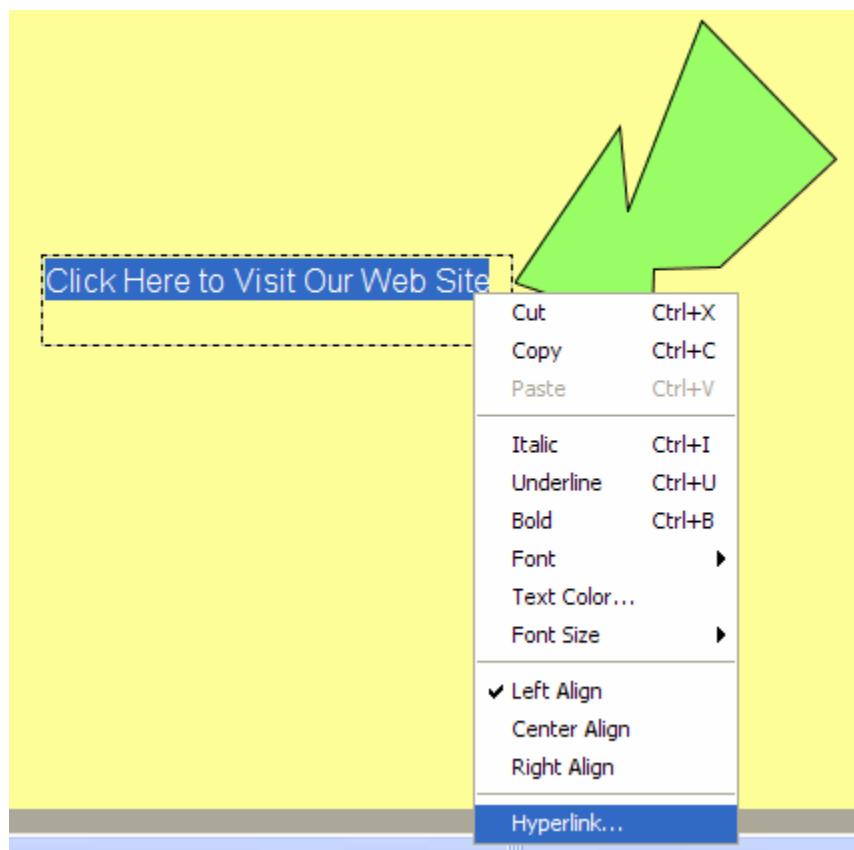 Click Here to Visit Our Web Site
Cut Ctrl+X
Copy Ctrl+C
Paste Ctrl+V
Italic Ctrl+I
Underline Ctrl+U
Bold Ctrl+B
Font
Text Color...
Font Size
Left Align
Center Align
Right Align
Hyperlink...